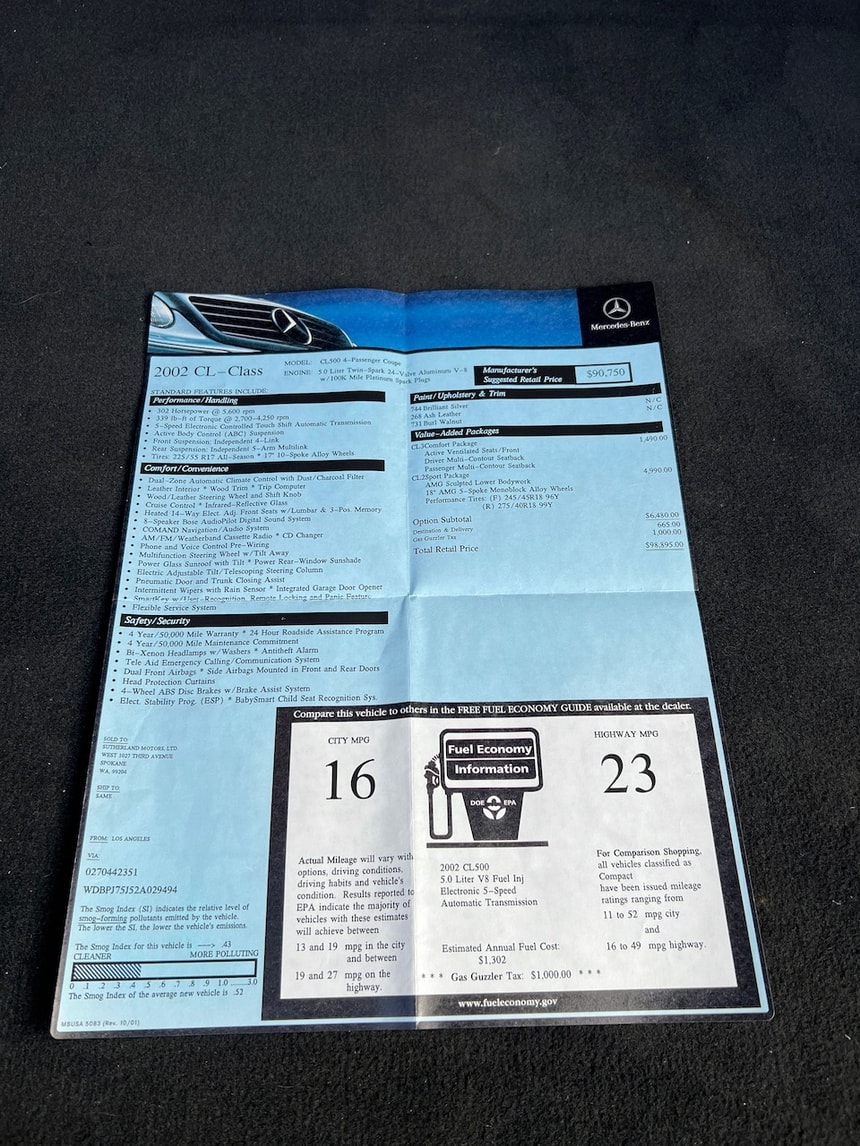 Mercedes-Benz
2002 CL-Class
MODEL: CL500 4-Passenger Coupe
ENGINE: 5.0 Liter Twin-Spark 24-Valve Aluminum V-8
w/100K Mile Platinum Spark Plugs
Manufacturer's
Suggested Retail Price
$90,750
STANDARD FEATURES INCLUDE:
Performance/Handling
• 302 Horsepower @ 5,600 rpm
• 339 lb-ft of Torque @ 2,700-4,250 rpm
• 5-Speed Electronic Controlled Touch Shift Automatic Transmission
• Active Body Control (ABC) Suspension
• Front Suspension: Independent 4-Link
• Rear Suspension: Independent 5-Arm Multilink
• Tires: 225/55 R17 All-Season * 17" 10-Spoke Alloy Wheels
Comfort/Convenience
• Dual-Zone Automatic Climate Control with Dust/Charcoal Filter
• Leather Interior * Wood Trim * Trip Computer
• Wood/Leather Steering Wheel and Shift Knob
• Cruise Control * Infrared-Reflective Glass
• Heated 14-Way Elect. Adj. Front Seats w/Lumbar & 3-Pos. Memory
• 8-Speaker Bose AudioPilot Digital Sound System
• COMAND Navigation/Audio System
• AM/FM/Weatherband Cassette Radio * CD Changer
• Phone and Voice Control Pre-Wiring
• Multifunction Steering Wheel w/Tilt Away
• Power Glass Sunroof with Tilt * Power Rear-Window Sunshade
• Electric Adjustable Tilt/Telescoping Steering Column
• Pneumatic Door and Trunk Closing Assist
• Intermittent Wipers with Rain Sensor * Integrated Garage Door Opener
• SmartKey w/User-Recognition, Remote Locking and Panic Feature
• Flexible Service System
Safety/Security
• 4 Year/50,000 Mile Warranty * 24 Hour Roadside Assistance Program
• 4 Year/50,000 Mile Maintenance Commitment
• Bi-Xenon Headlamps w/Washers * Antitheft Alarm
• Tele Aid Emergency Calling/Communication System
• Dual Front Airbags * Side Airbags Mounted in Front and Rear Doors
• Head Protection Curtains
• 4-Wheel ABS Disc Brakes w/Brake Assist System
• Elect. Stability Prog. (ESP) * BabySmart Child Seat Recognition Sys.
Paint/Upholstery & Trim
744 Brilliant Silver N/C
268 Ash Leather N/C
731 Burl Walnut
Value-Added Packages
CL3Comfort Package 1,490.00
Active Ventilated Seats/Front
Driver Multi-Contour Seatback
Passenger Multi-Contour Seatback
CL2Sport Package 4,990.00
AMG Sculpted Lower Bodywork
18" AMG 5-Spoke Monoblock Alloy Wheels
Performance Tires: (F) 245/45R18 96Y
(R) 275/40R18 99Y
Option Subtotal $6,480.00
Destination & Delivery 665.00
Gas Guzzler Tax 1,000.00
Total Retail Price $98,895.00
SOLD TO:
SUTHERLAND MOTORS, LTD.
WEST 1027 THIRD AVENUE
SPOKANE
WA. 99204
SHIP TO:
SAME
FROM: LOS ANGELES
VIA:
0270442351
WDBPJ75J52A029494
The Smog Index (SI) indicates the relative level of
smog-forming pollutants emitted by the vehicle.
The lower the SI, the lower the vehicle's emissions.
The Smog Index for this vehicle is ----> .43
CLEANER MORE POLLUTING
0 .1 .2 .3 .4 .5 .6 .7 .8 .9 1.0 ......3.0
The Smog Index of the average new vehicle is .52
MBUSA 5083 (Rev. 10/01)
Compare this vehicle to others in the FREE FUEL ECONOMY GUIDE available at the dealer.
CITY MPG
16
Fuel Economy
Information
DOE EPA
HIGHWAY MPG
23
Actual Mileage will vary with
options, driving conditions,
driving habits and vehicle's
condition. Results reported to
EPA indicate the majority of
vehicles with these estimates
will achieve between
13 and 19 mpg in the city
and between
19 and 27 mpg on the
highway.
2002 CL500
5.0 Liter V8 Fuel Inj
Electronic 5-Speed
Automatic Transmission
Estimated Annual Fuel Cost:
$1,302
* * * Gas Guzzler Tax: $1,000.00 * * *
For Comparison Shopping,
all vehicles classified as
Compact
have been issued mileage
ratings ranging from
11 to 52 mpg city
and
16 to 49 mpg highway.
www.fueleconomy.gov